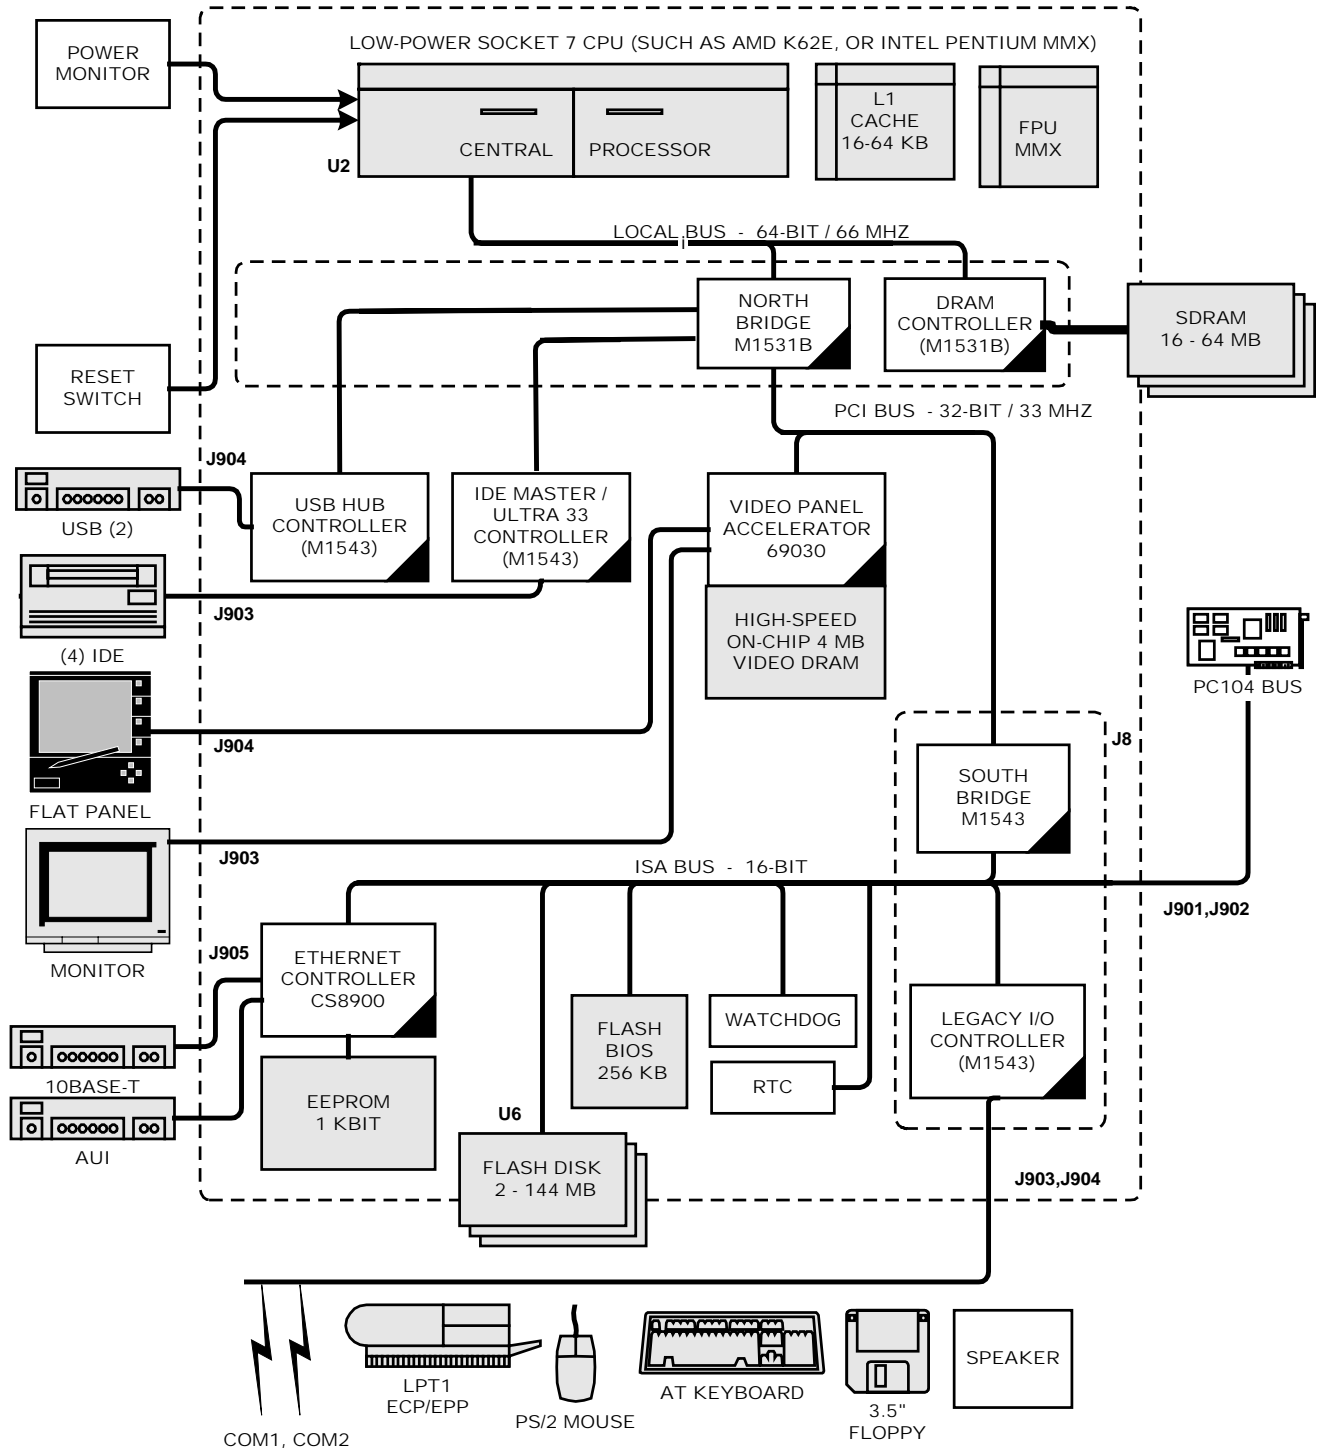 POWER
MONITOR
LOW-POWER SOCKET 7 CPU (SUCH AS AMD K62E, OR INTEL PENTIUM MMX)
CENTRAL
PROCESSOR
U2
L1
CACHE
16-64 KB
FPU
MMX
LOCAL BUS - 64-BIT / 66 MHZ
NORTH
BRIDGE
M1531B
DRAM
CONTROLLER
(M1531B)
SDRAM
16 - 64 MB
RESET
SWITCH
PCI BUS - 32-BIT / 33 MHZ
J904
USB (2)
USB HUB
CONTROLLER
(M1543)
IDE MASTER /
ULTRA 33
CONTROLLER
(M1543)
VIDEO PANEL
ACCELERATOR
69030
HIGH-SPEED
ON-CHIP 4 MB
VIDEO DRAM
J903
(4) IDE
PC104 BUS
J904
FLAT PANEL
J8
SOUTH
BRIDGE
M1543
J903
MONITOR
ISA BUS - 16-BIT
J901,J902
J905
ETHERNET
CONTROLLER
CS8900
10BASE-T
AUI
EEPROM
1 KBIT
FLASH
BIOS
256 KB
WATCHDOG
RTC
LEGACY I/O
CONTROLLER
(M1543)
U6
FLASH DISK
2 - 144 MB
J903,J904
COM1, COM2
LPT1
ECP/EPP
PS/2 MOUSE
AT KEYBOARD
3.5"
FLOPPY
SPEAKER